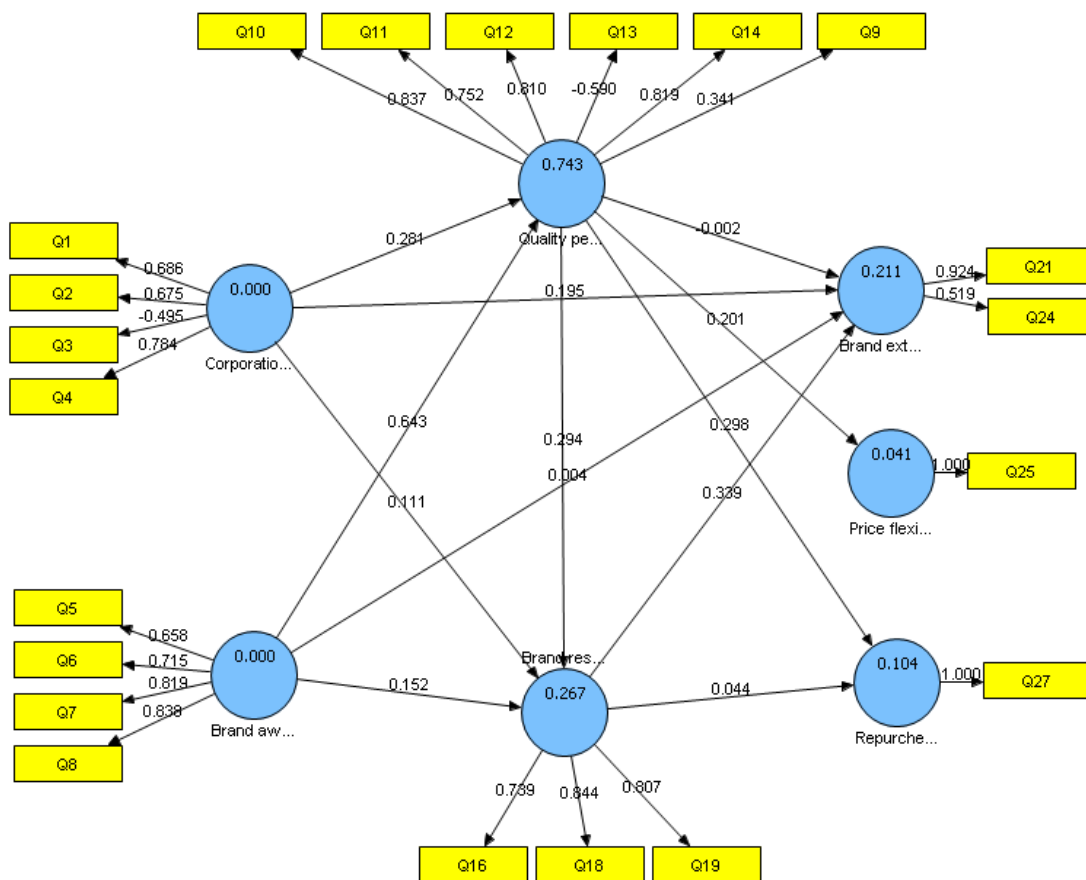 Q10
Q11
Q12
Q13
Q14
Q9
0.837
0.752
0.810
-0.590
0.819
0.341
0.743
Quality pe...
Q1
Q2
Q3
Q4
0.686
0.675
-0.495
0.784
0.000
Corporatio...
0.281
-0.002
0.195
0.201
0.211
Brand ext...
0.924
0.519
Q21
Q24
0.643
0.294
0.004
0.111
0.298
0.339
0.041
Price flexi...
1.000
Q25
Q5
Q6
Q7
Q8
0.658
0.715
0.819
0.838
0.000
Brand aw...
0.152
Brand res...
0.267
0.044
0.104
Repurche...
1.000
Q27
0.739
0.844
0.807
Q16
Q18
Q19